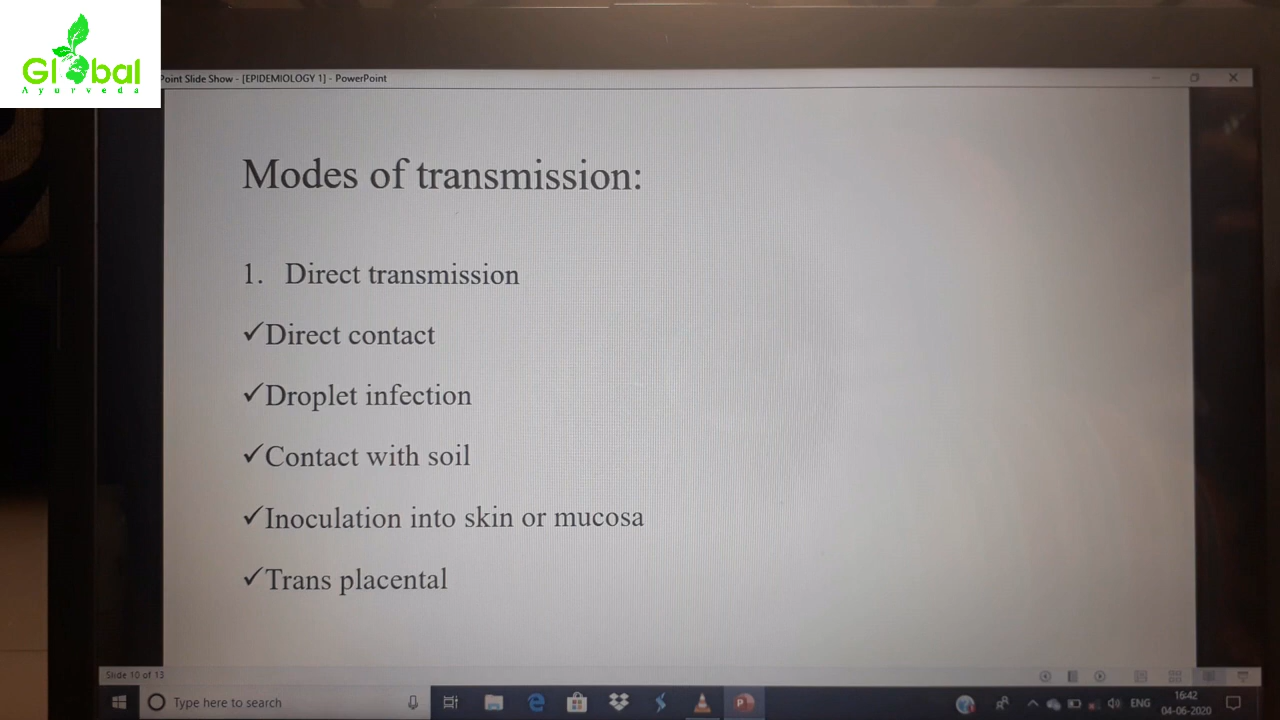 Global
Ayurveda
Point Slide Show - [EPIDEMIOLOGY 1] - PowerPoint
Modes of transmission:
1. Direct transmission
✓Direct contact
✓Droplet infection
✓Contact with soil
✓Inoculation into skin or mucosa
✓Trans placental
Slide 10 of 13
Type here to search
ENG
16:42
04-06-2020